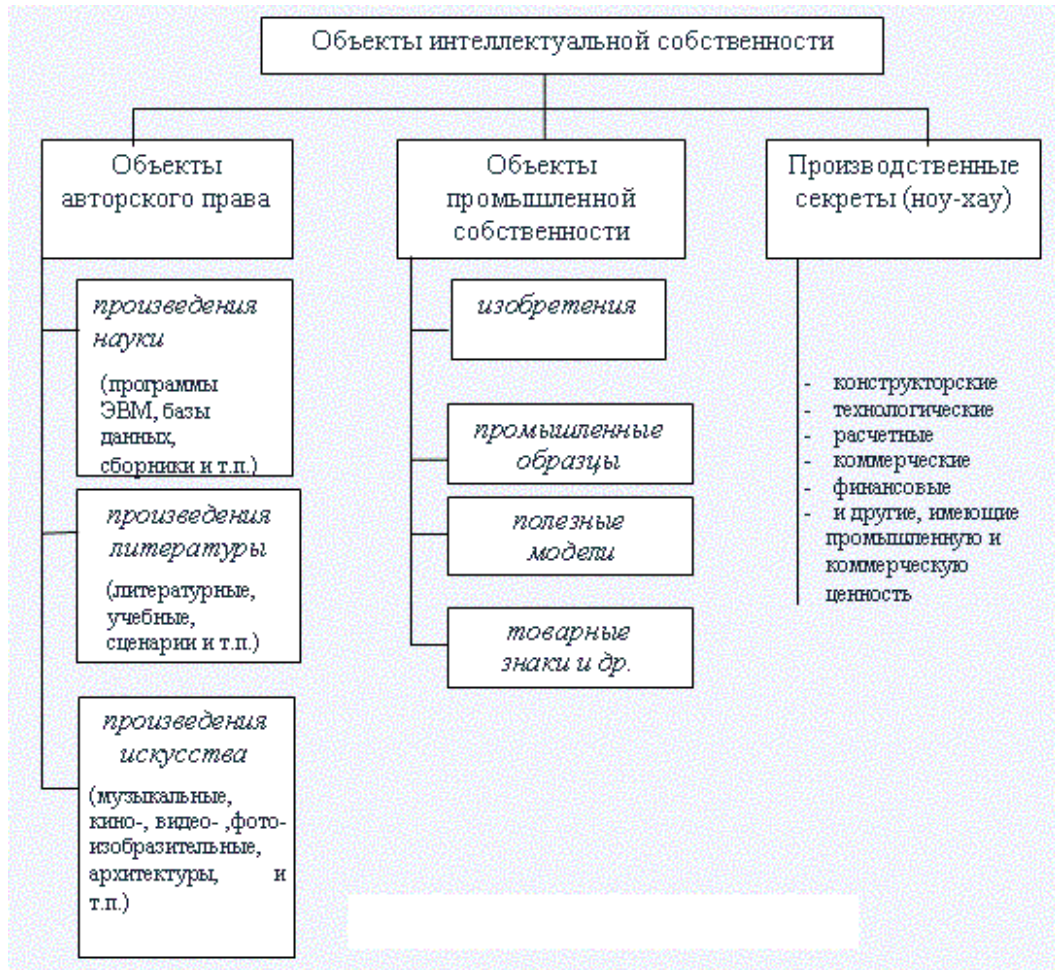 Объекты интеллектуальной собственности
Объекты
авторского права
произведения
науки
(программы
ЭВМ, базы
данных,
сборники и т.п.)
произведения
литературы
(литературные,
учебные,
сценарии и т.п.)
произведения
искусства
(музыкальные,
кино-, видео- ,фото-
изобразительные,
архитектуры, и
т.п.)
Объекты
промышленной
собственности
изобретения
промышленные
образцы
полезные
модели
товарные
знаки и др.
Производственные
секреты (ноу-хау)
- конструкторские
- технологические
- расчетные
- коммерческие
- финансовые
- и другие, имеющие
промышленную и
коммерческую
ценность